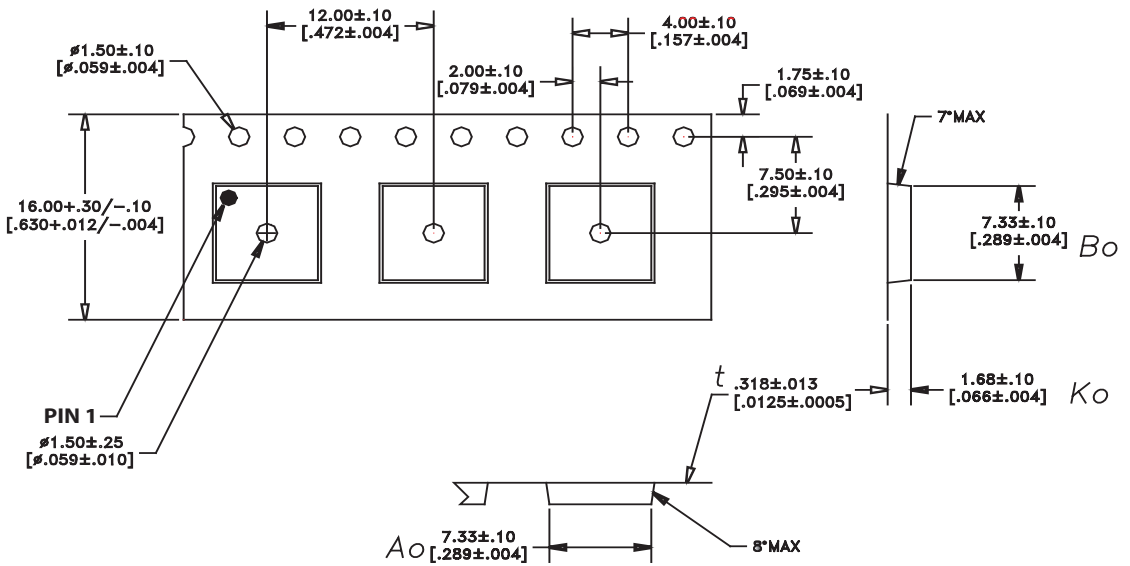 12.00±.10
[.472±.004]
4.00±.10
[.157±.004]
ø1.50±.10
[ø.059±.004]
2.00±.10
[.079±.004]
1.75±.10
[.069±.004]
7°MAX
7.50±.10
[.295±.004]
16.00+.30/−.10
[.630+.012/−.004]
7.33±.10
[.289±.004]
Bo
PIN 1
ø1.50±.25
[ø.059±.010]
t
.318±.013
[.0125±.0005]
1.68±.10
[.066±.004]
Ko
Ao
7.33±.10
[.289±.004]
8°MAX